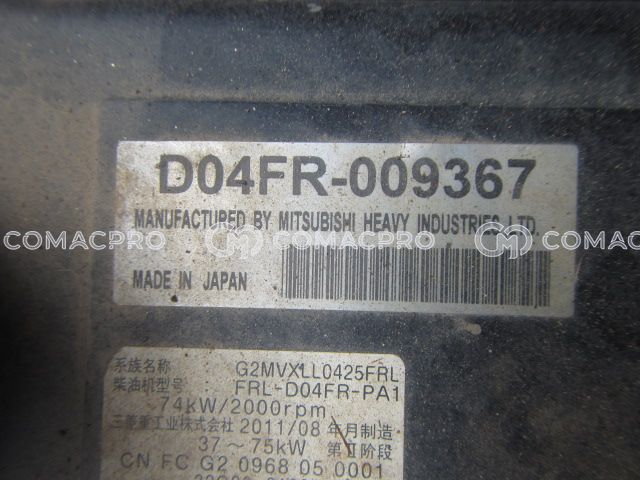 D04FR-009367
MANUFACTURED BY MITSUBISHI HEAVY INDUSTRIES, LTD.
COMACPRO COMACPRO COMACPRO
MADE IN JAPAN
系族名称 : G2MVXLL0425FRL
柴油机型号 : FRL-D04FR-PA1
74kW/2000rpm
三菱重工业株式会社 2011/08 年月制造
37～75kW 第Ⅱ阶段
CN FC G2 0968 05 0001